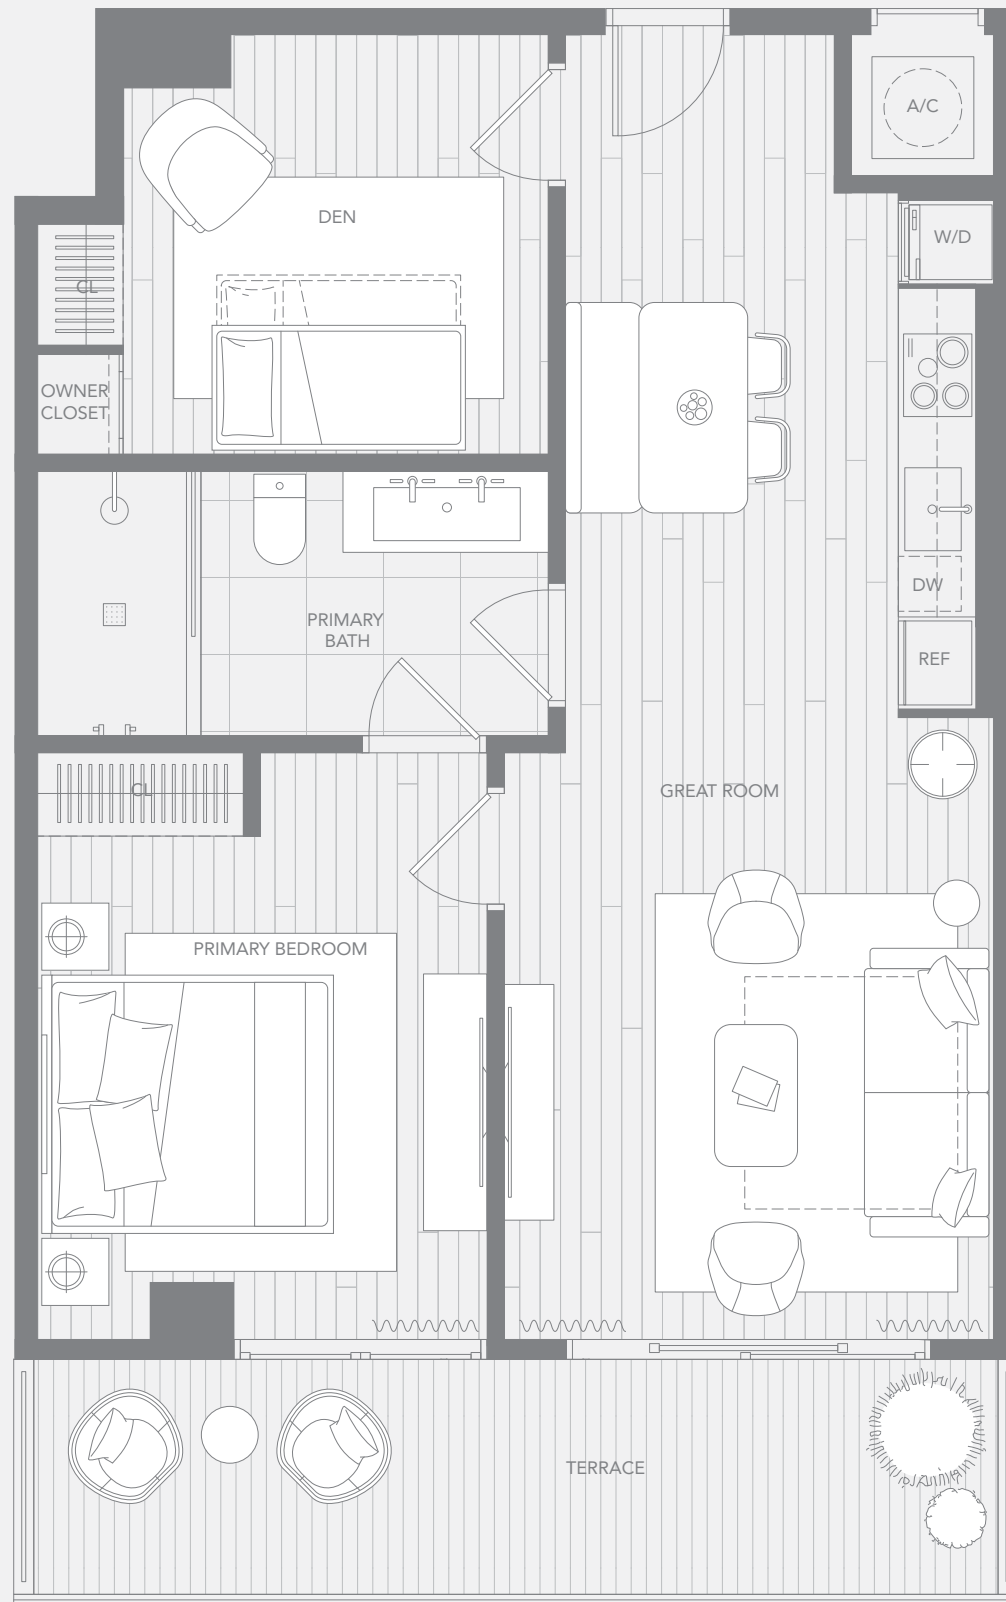 A/C
DEN
W/D
CL
OWNER
CLOSET
DW
PRIMARY
BATH
REF
CL
GREAT ROOM
PRIMARY BEDROOM
TERRACE